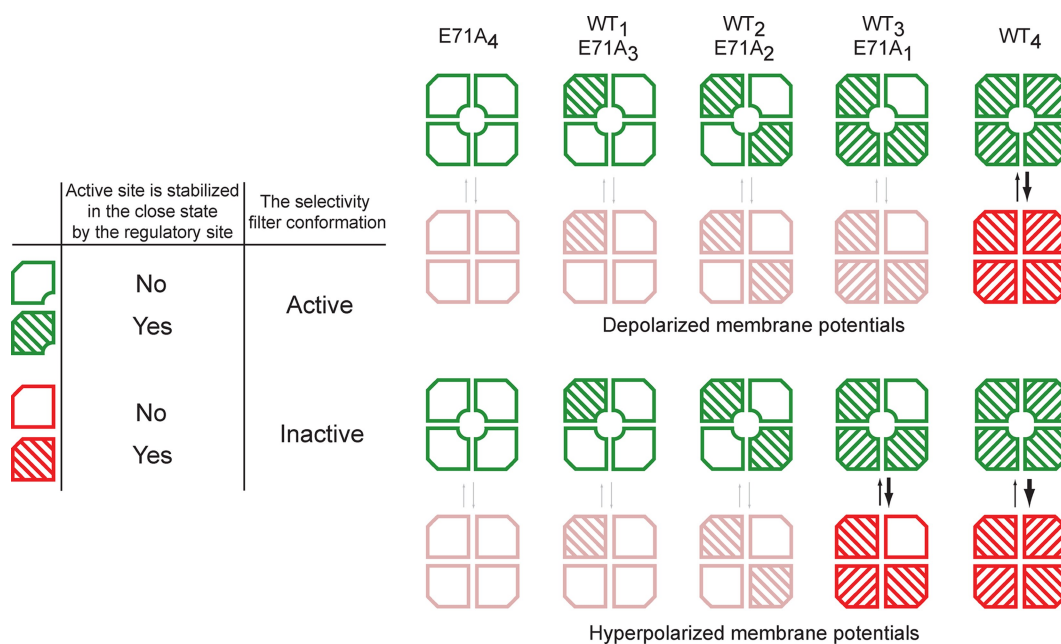 E71A4
WT1
E71A3
WT2
E71A2
WT3
E71A1
WT4
Active site is stabilized
in the close state
by the regulatory site
The selectivity
filter conformation
No
Yes
Active
No
Yes
Inactive
Depolarized membrane potentials
Hyperpolarized membrane potentials